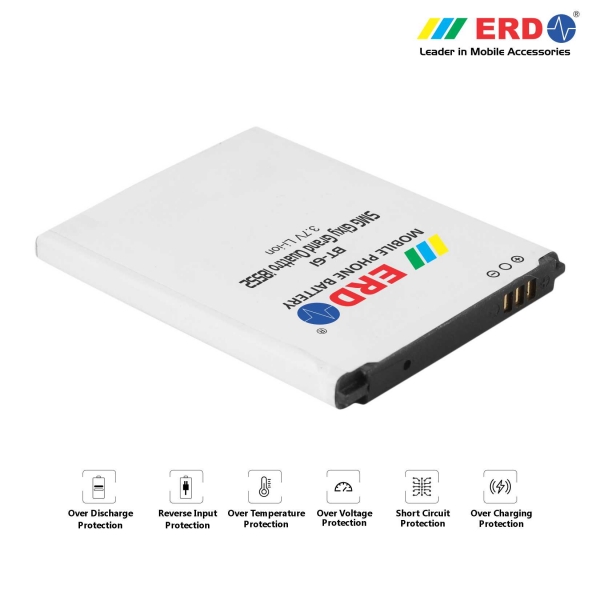 ERD
®
Leader in Mobile Accessories
ERD
®
MOBILE PHONE BATTERY
BT-61
SMG Glxy Grand Quattro i8552
3.7V Li-ion
Over Discharge
Protection
Reverse Input
Protection
Over Temperature
Protection
Over Voltage
Protection
Short Circuit
Protection
Over Charging
Protection